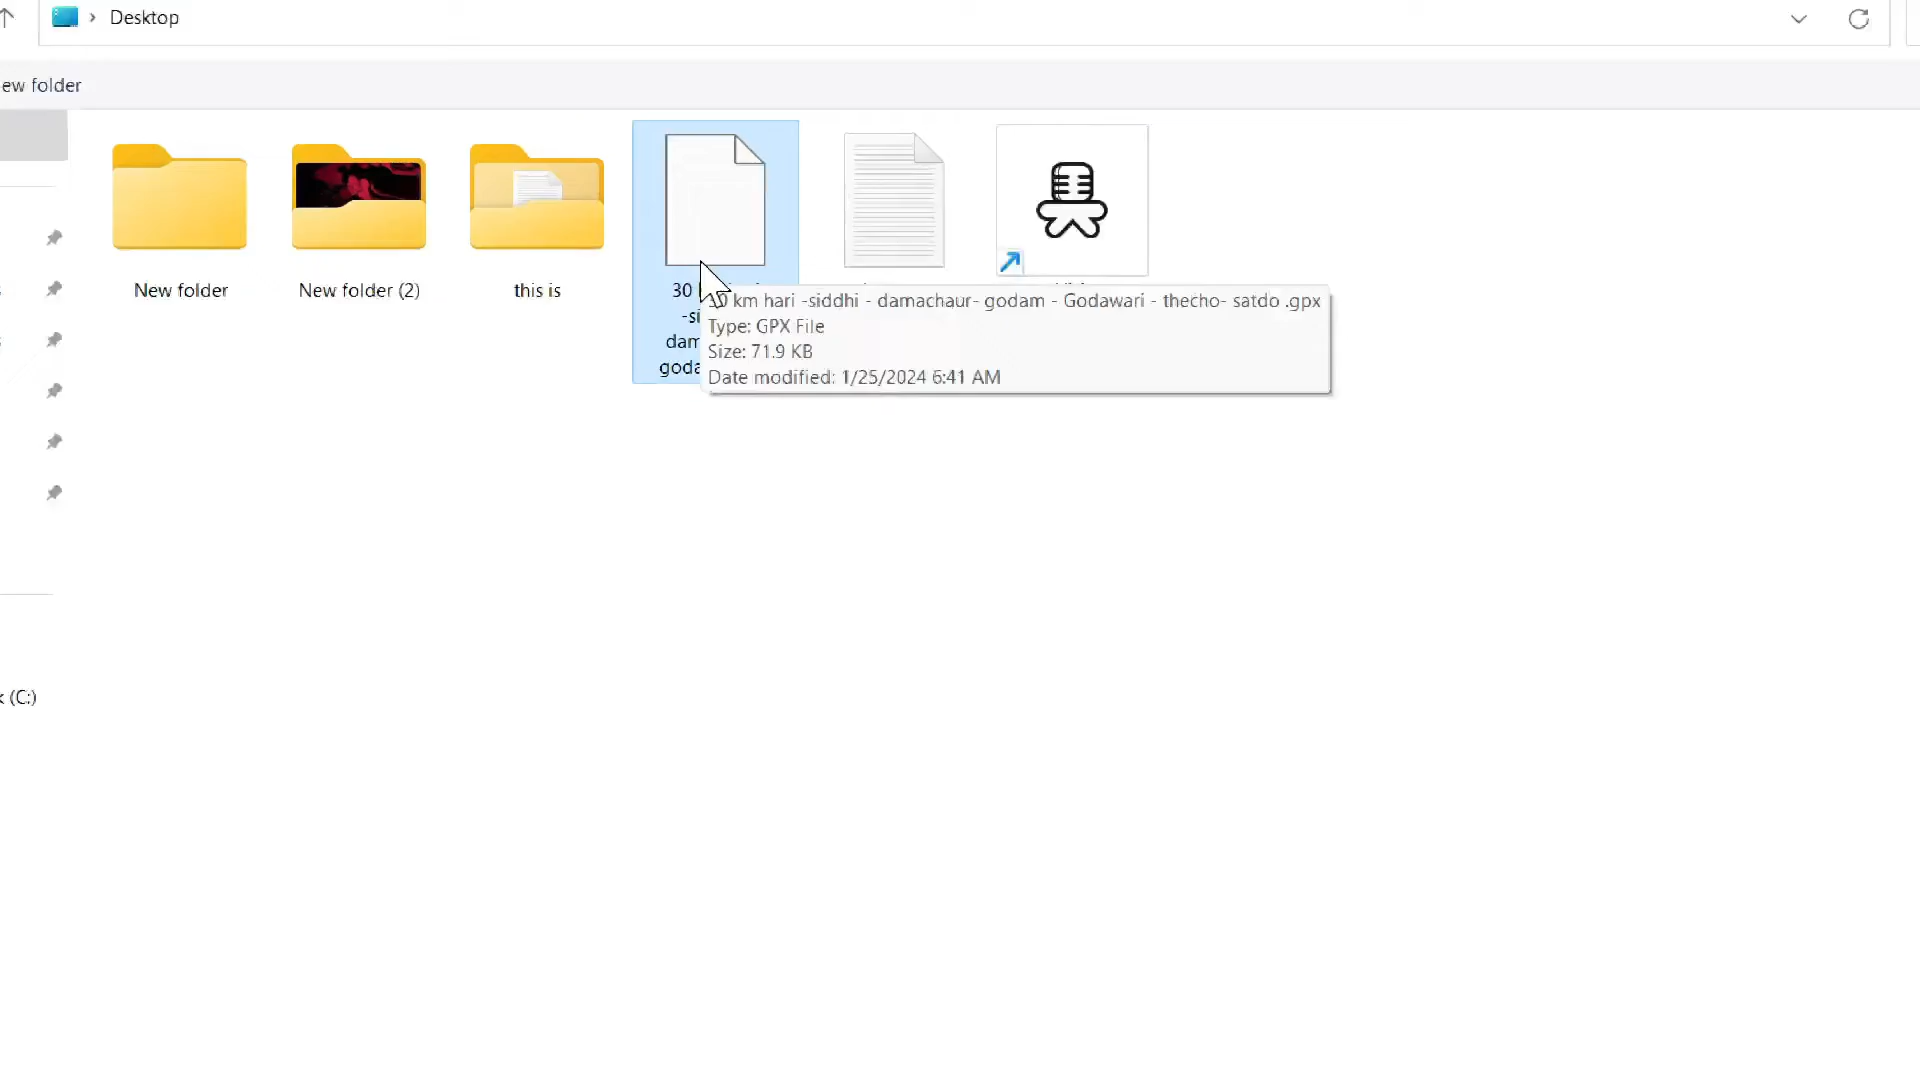 Desktop
ew folder
New folder
New folder (2)
this is
30
-si
dam
goda
0 km hari -siddhi - damachaur- godam - Godawari - thecho- satdo .gpx
Type: GPX File
Size: 71.9 KB
Date modified: 1/25/2024 6:41 AM
(C:)